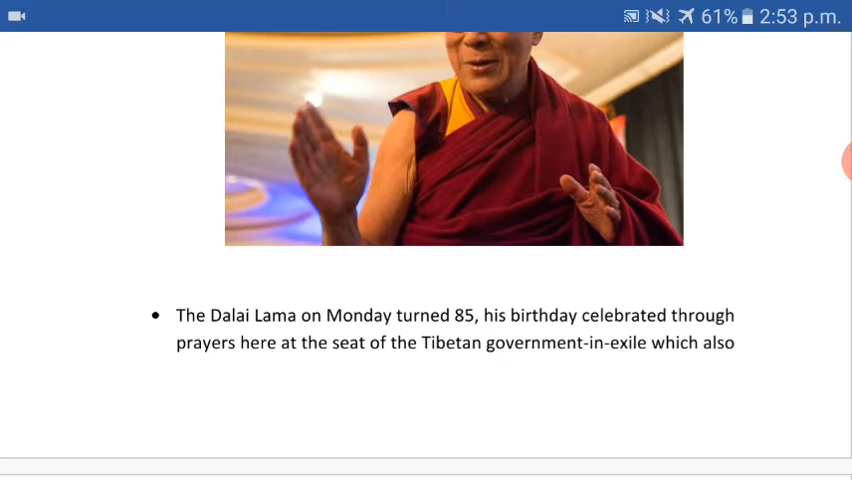 61% 2:53 p.m.
• The Dalai Lama on Monday turned 85, his birthday celebrated through
prayers here at the seat of the Tibetan government-in-exile which also